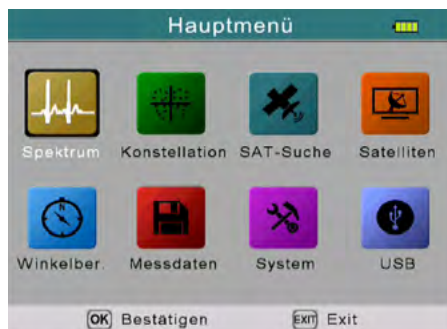 Hauptmenü
Spektrum Konstellation SAT-Suche Satelliten
N
Winkelber. Messdaten System USB
OK Bestätigen EXIT Exit